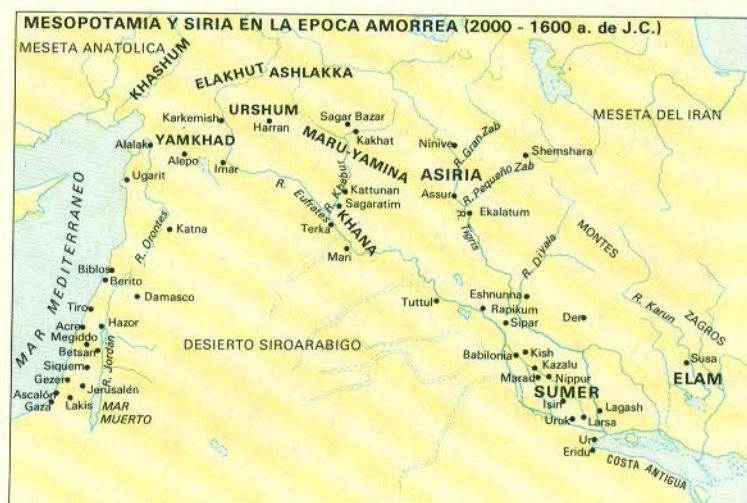 MESOPOTAMIA Y SIRIA EN LA EPOCA AMORREA (2000 - 1600 a. de J.C.)
MESETA ANATOLICA
KHASHUM
ELAKHUT
ASHLAKKA
MESETA DEL IRAN
Karkemish
URSHUM
Harran
Sagar Bazar
Kakhat
Alalak
YAMKHAD
Alepo
Imar
MARU-YAMINA
Nínive
R. Gran Zab
Shemshara
ASIRIA
R. Pequeño Zab
Ugarit
R. Khabur
Kattunan
Sagaratim
Assur
Ekalatum
R. Orontes
Katna
R. Eufrates
Terka
KHANA
Mari
R. Tigris
R. Diyala
MONTES
ZAGROS
MAR MEDITERRANEO
Biblos
Berito
Damasco
Tuttul
Eshnunna
Rapikum
Sipar
Der
R. Karun
Tiro
Acre
Hazor
Megiddo
Betsan
Siquem
R. Jordán
DESIERTO SIROARABIGO
Babilonia
Kish
Kazalu
Marad
Nippur
Susa
ELAM
Gezer
Jerusalén
Ascalón
Gaza
Lakis
MAR
MUERTO
SUMER
Isin
Lagash
Uruk
Larsa
Ur
Eridu
COSTA ANTIGUA